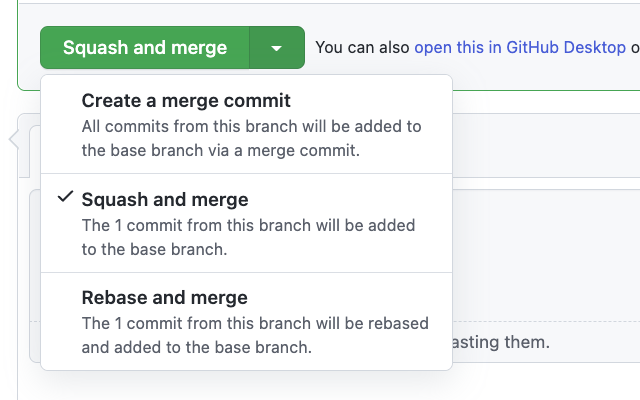 Squash and merge
You can also open this in GitHub Desktop o
Create a merge commit
All commits from this branch will be added to
the base branch via a merge commit.
Squash and merge
The 1 commit from this branch will be added
to the base branch.
Rebase and merge
The 1 commit from this branch will be rebased
and added to the base branch.
asting them.